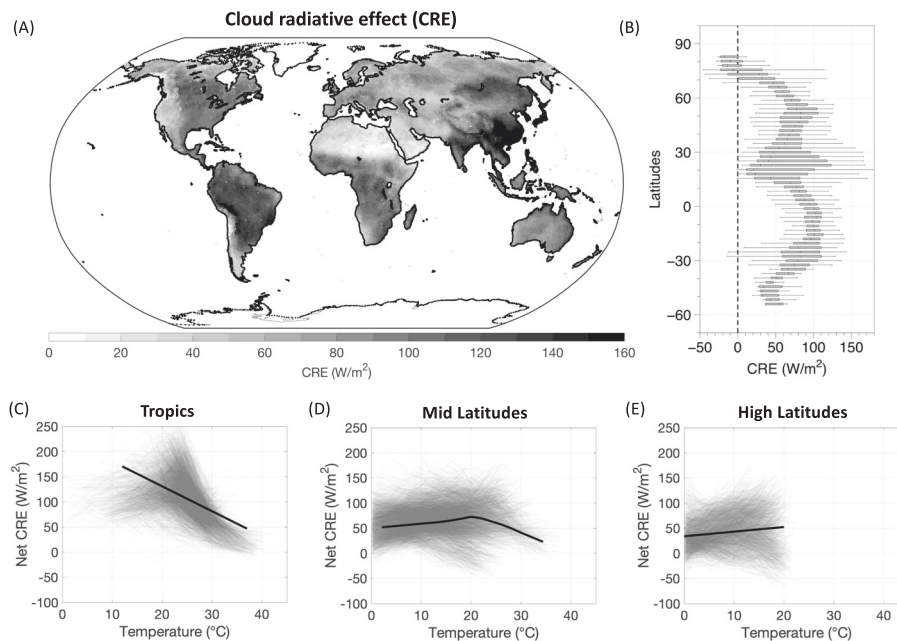 Cloud radiative effect (CRE)
(A)
0 20 40 60 80 100 120 140 160
CRE (W/m²)
(B)
90
60
30
0
−30
−60
Latitudes
−50 0 50 100 150
CRE (W/m²)
(C)
Tropics
250
200
150
100
50
0
-50
-100
Net CRE (W/m²)
0 10 20 30 40
Temperature (°C)
(D)
Mid Latitudes
250
200
150
100
50
0
-50
-100
Net CRE (W/m²)
0 10 20 30 40
Temperature (°C)
(E)
High Latitudes
250
200
150
100
50
0
-50
-100
Net CRE (W/m²)
0 10 20 30 40
Temperature (°C)